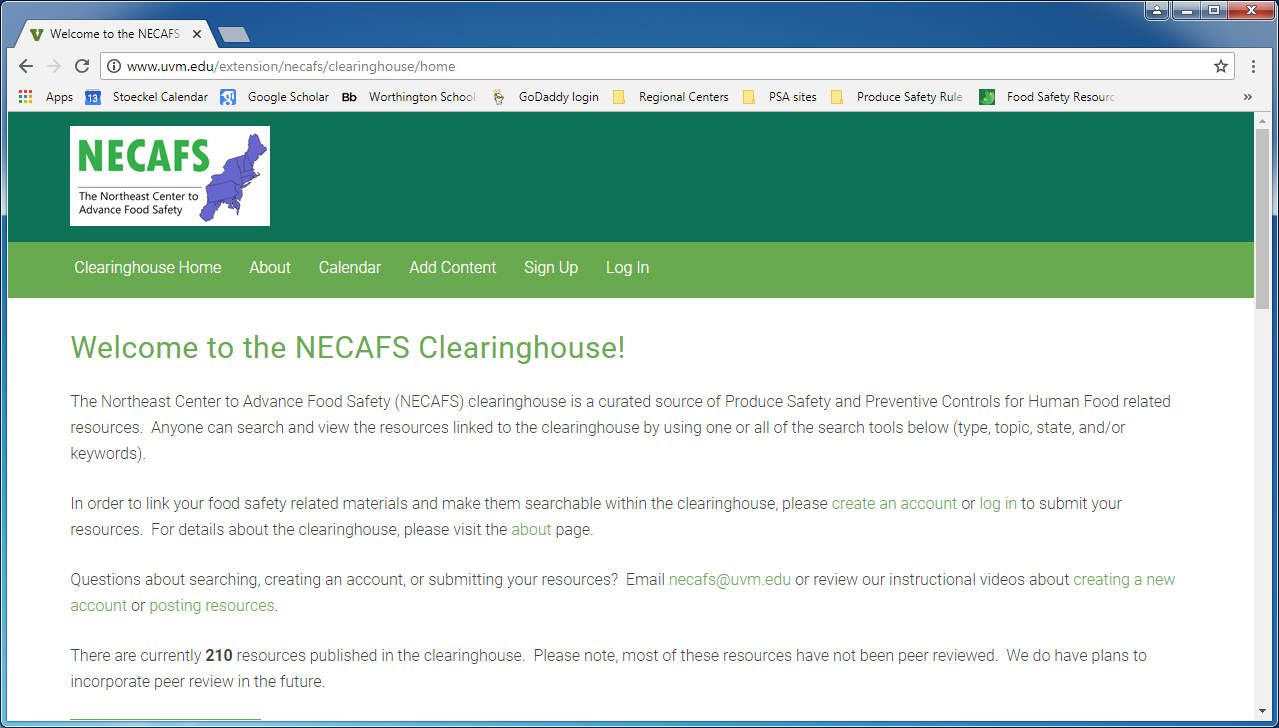 Welcome to the NECAFS
www.uvm.edu/extension/necafs/clearinghouse/home
Apps 13 Stoeckel Calendar Google Scholar Bb Worthington School GoDaddy login Regional Centers PSA sites Produce Safety Rule Food Safety Resourc »
NECAFS
The Northeast Center to
Advance Food Safety
Clearinghouse Home About Calendar Add Content Sign Up Log In
Welcome to the NECAFS Clearinghouse!
The Northeast Center to Advance Food Safety (NECAFS) clearinghouse is a curated source of Produce Safety and Preventive Controls for Human Food related
resources. Anyone can search and view the resources linked to the clearinghouse by using one or all of the search tools below (type, topic, state, and/or
keywords).
In order to link your food safety related materials and make them searchable within the clearinghouse, please create an account or log in to submit your
resources. For details about the clearinghouse, please visit the about page.
Questions about searching, creating an account, or submitting your resources? Email necafs@uvm.edu or review our instructional videos about creating a new
account or posting resources.
There are currently 210 resources published in the clearinghouse. Please note, most of these resources have not been peer reviewed. We do have plans to
incorporate peer review in the future.